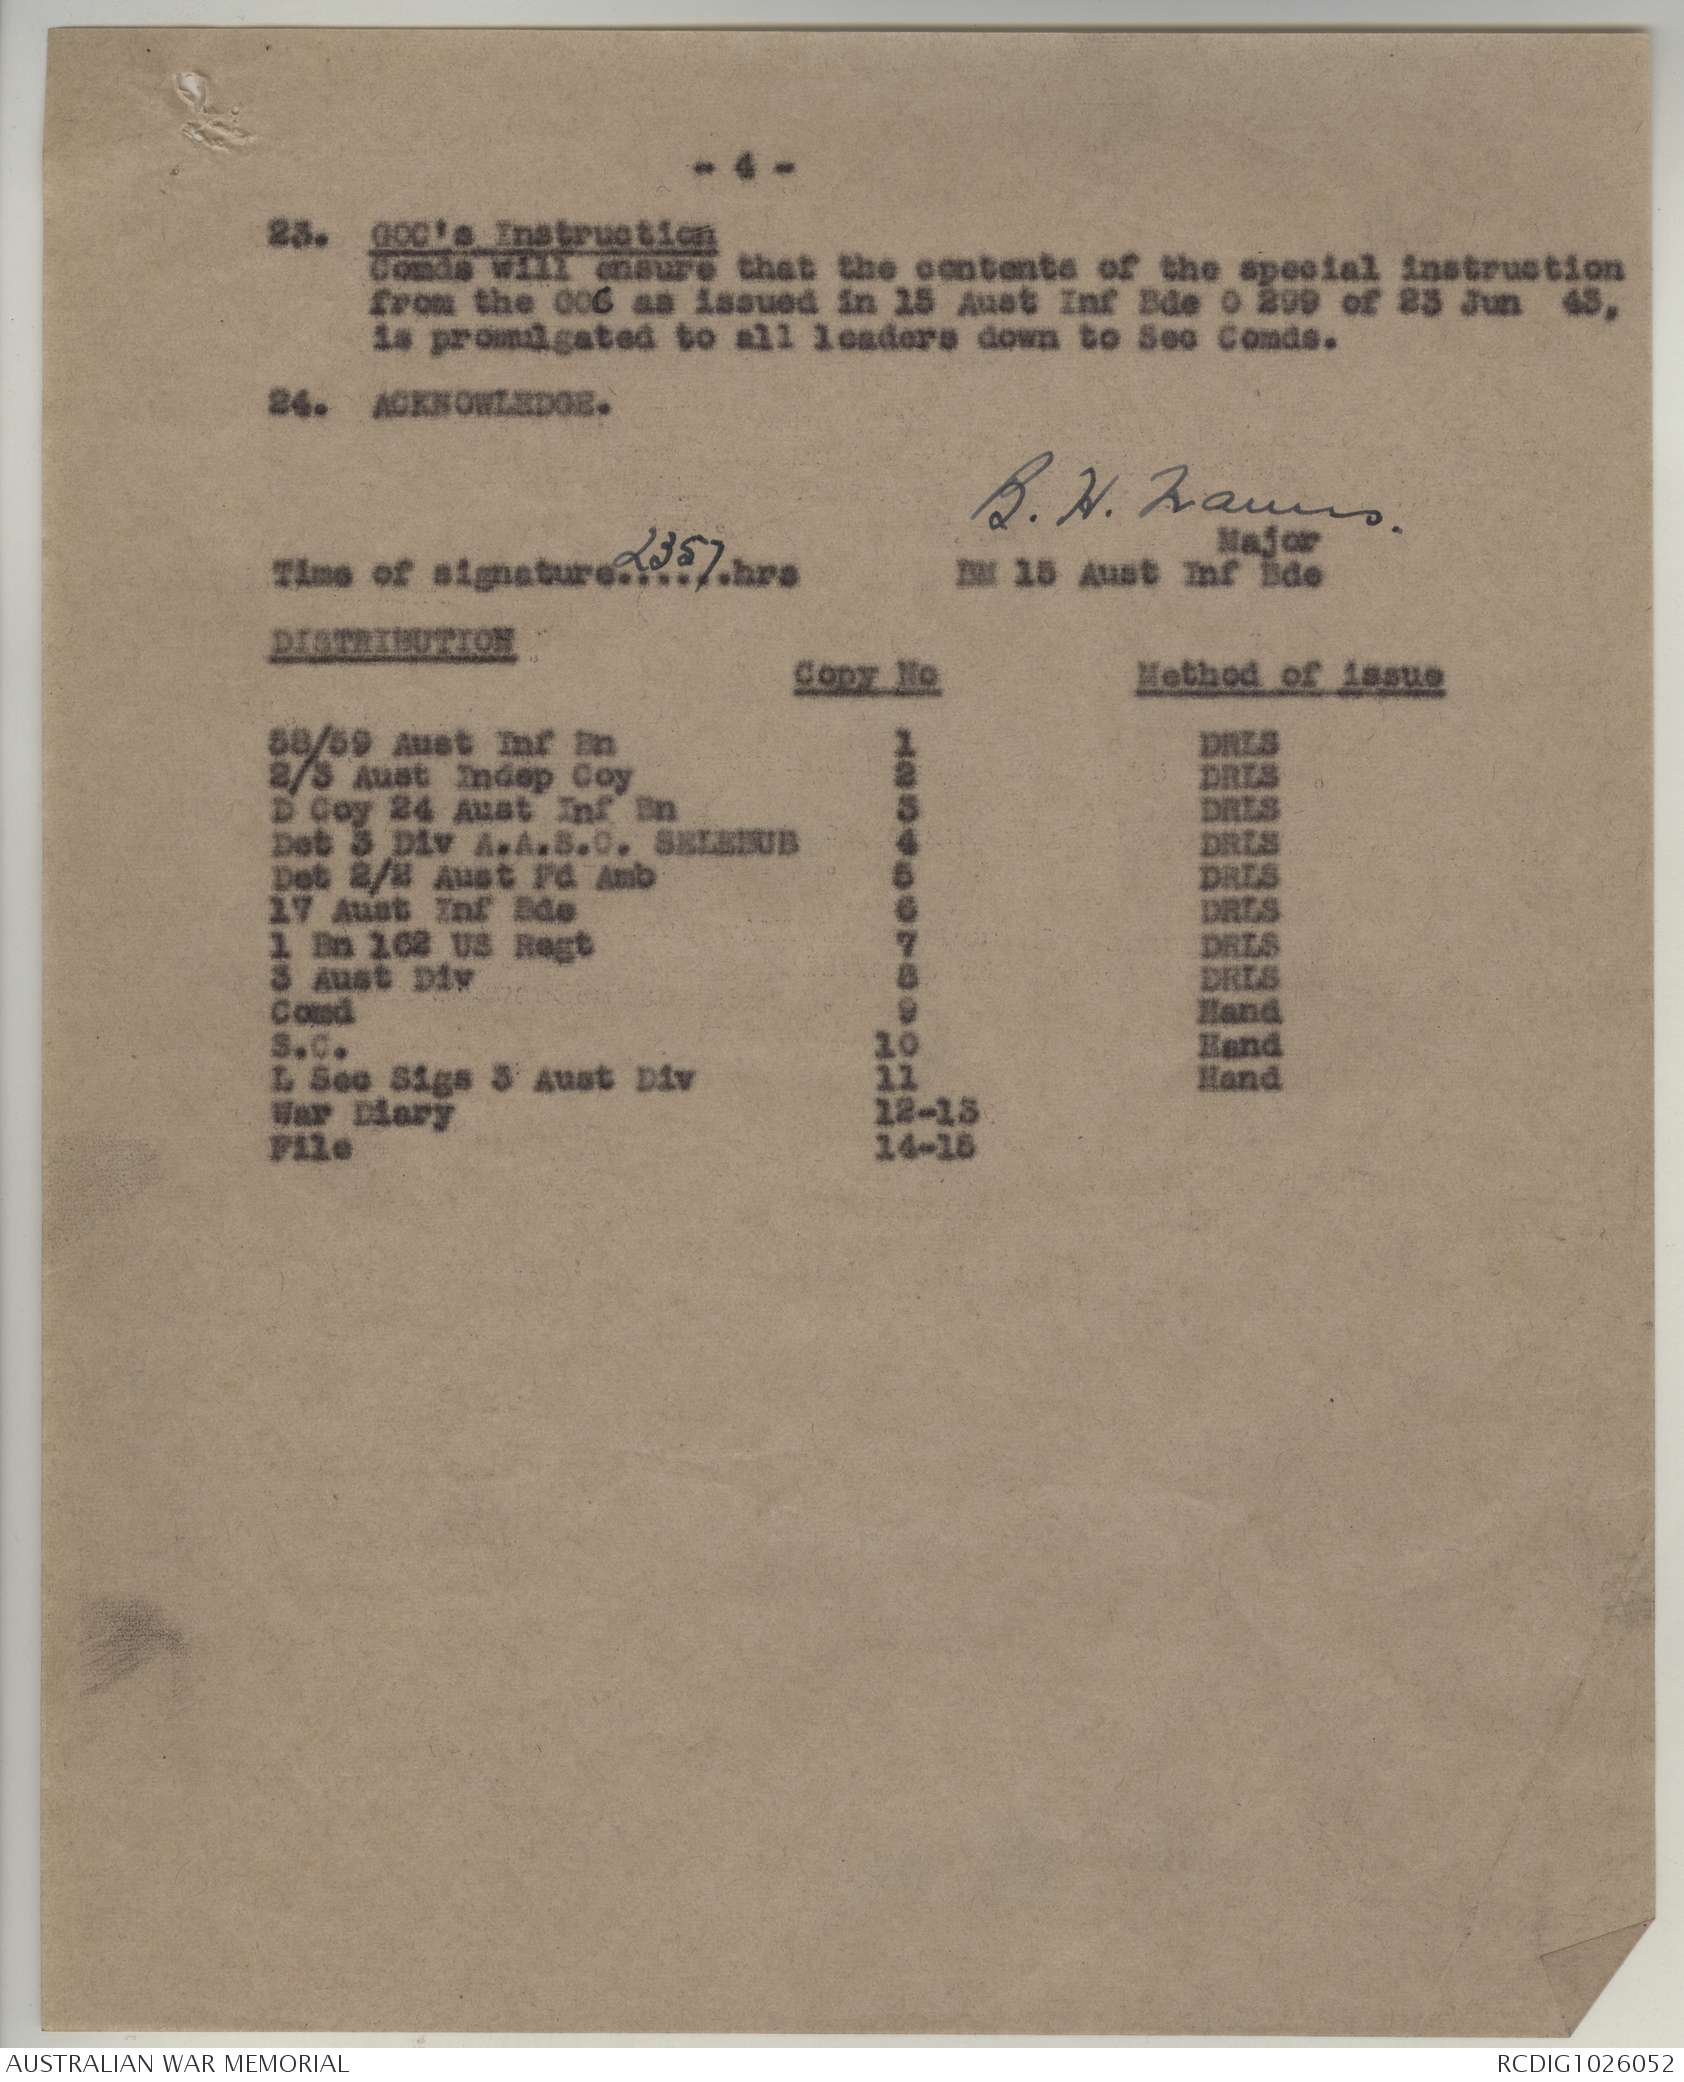 - 4 -
23. GOC's Instruction
Comds will ensure that the contents of the special instruction
from the GOC as issued in 15 Aust Inf Bde O 299 of 23 Jun 43,
is promulgated to all leaders down to Sec Comds.
24. ACKNOWLEDGE.
B. H.
Major
Time of signature.2357.hrs BM 15 Aust Inf Bde
DISTRIBUTION
Copy No Method of issue
58/59 Aust Inf Bn 1 DRLS
2/3 Aust Indep Coy 2 DRLS
D Coy 24 Aust Inf Bn 3 DRLS
Det 3 Div A.A.S.C. SELEBUB 4 DRLS
Det 2/2 Aust Fd Amb 5 DRLS
17 Aust Inf Bde 6 DRLS
1 Bn 162 US Regt 7 DRLS
3 Aust Div 8 DRLS
Comd 9 Hand
S.C. 10 Hand
L Sec Sigs 3 Aust Div 11 Hand
War Diary 12-13
File 14-15
AUSTRALIAN WAR MEMORIAL RCDIG1026052